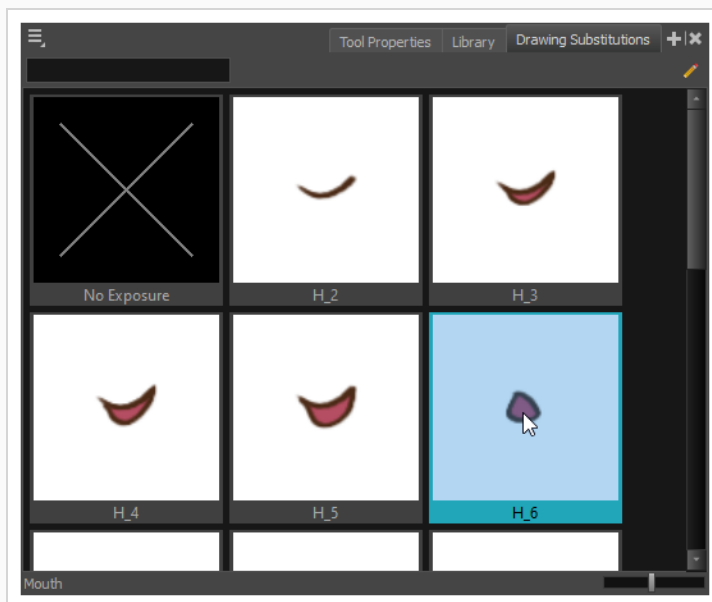 Tool Properties Library Drawing Substitutions
No Exposure H_2 H_3
H_4 H_5 H_6
Mouth